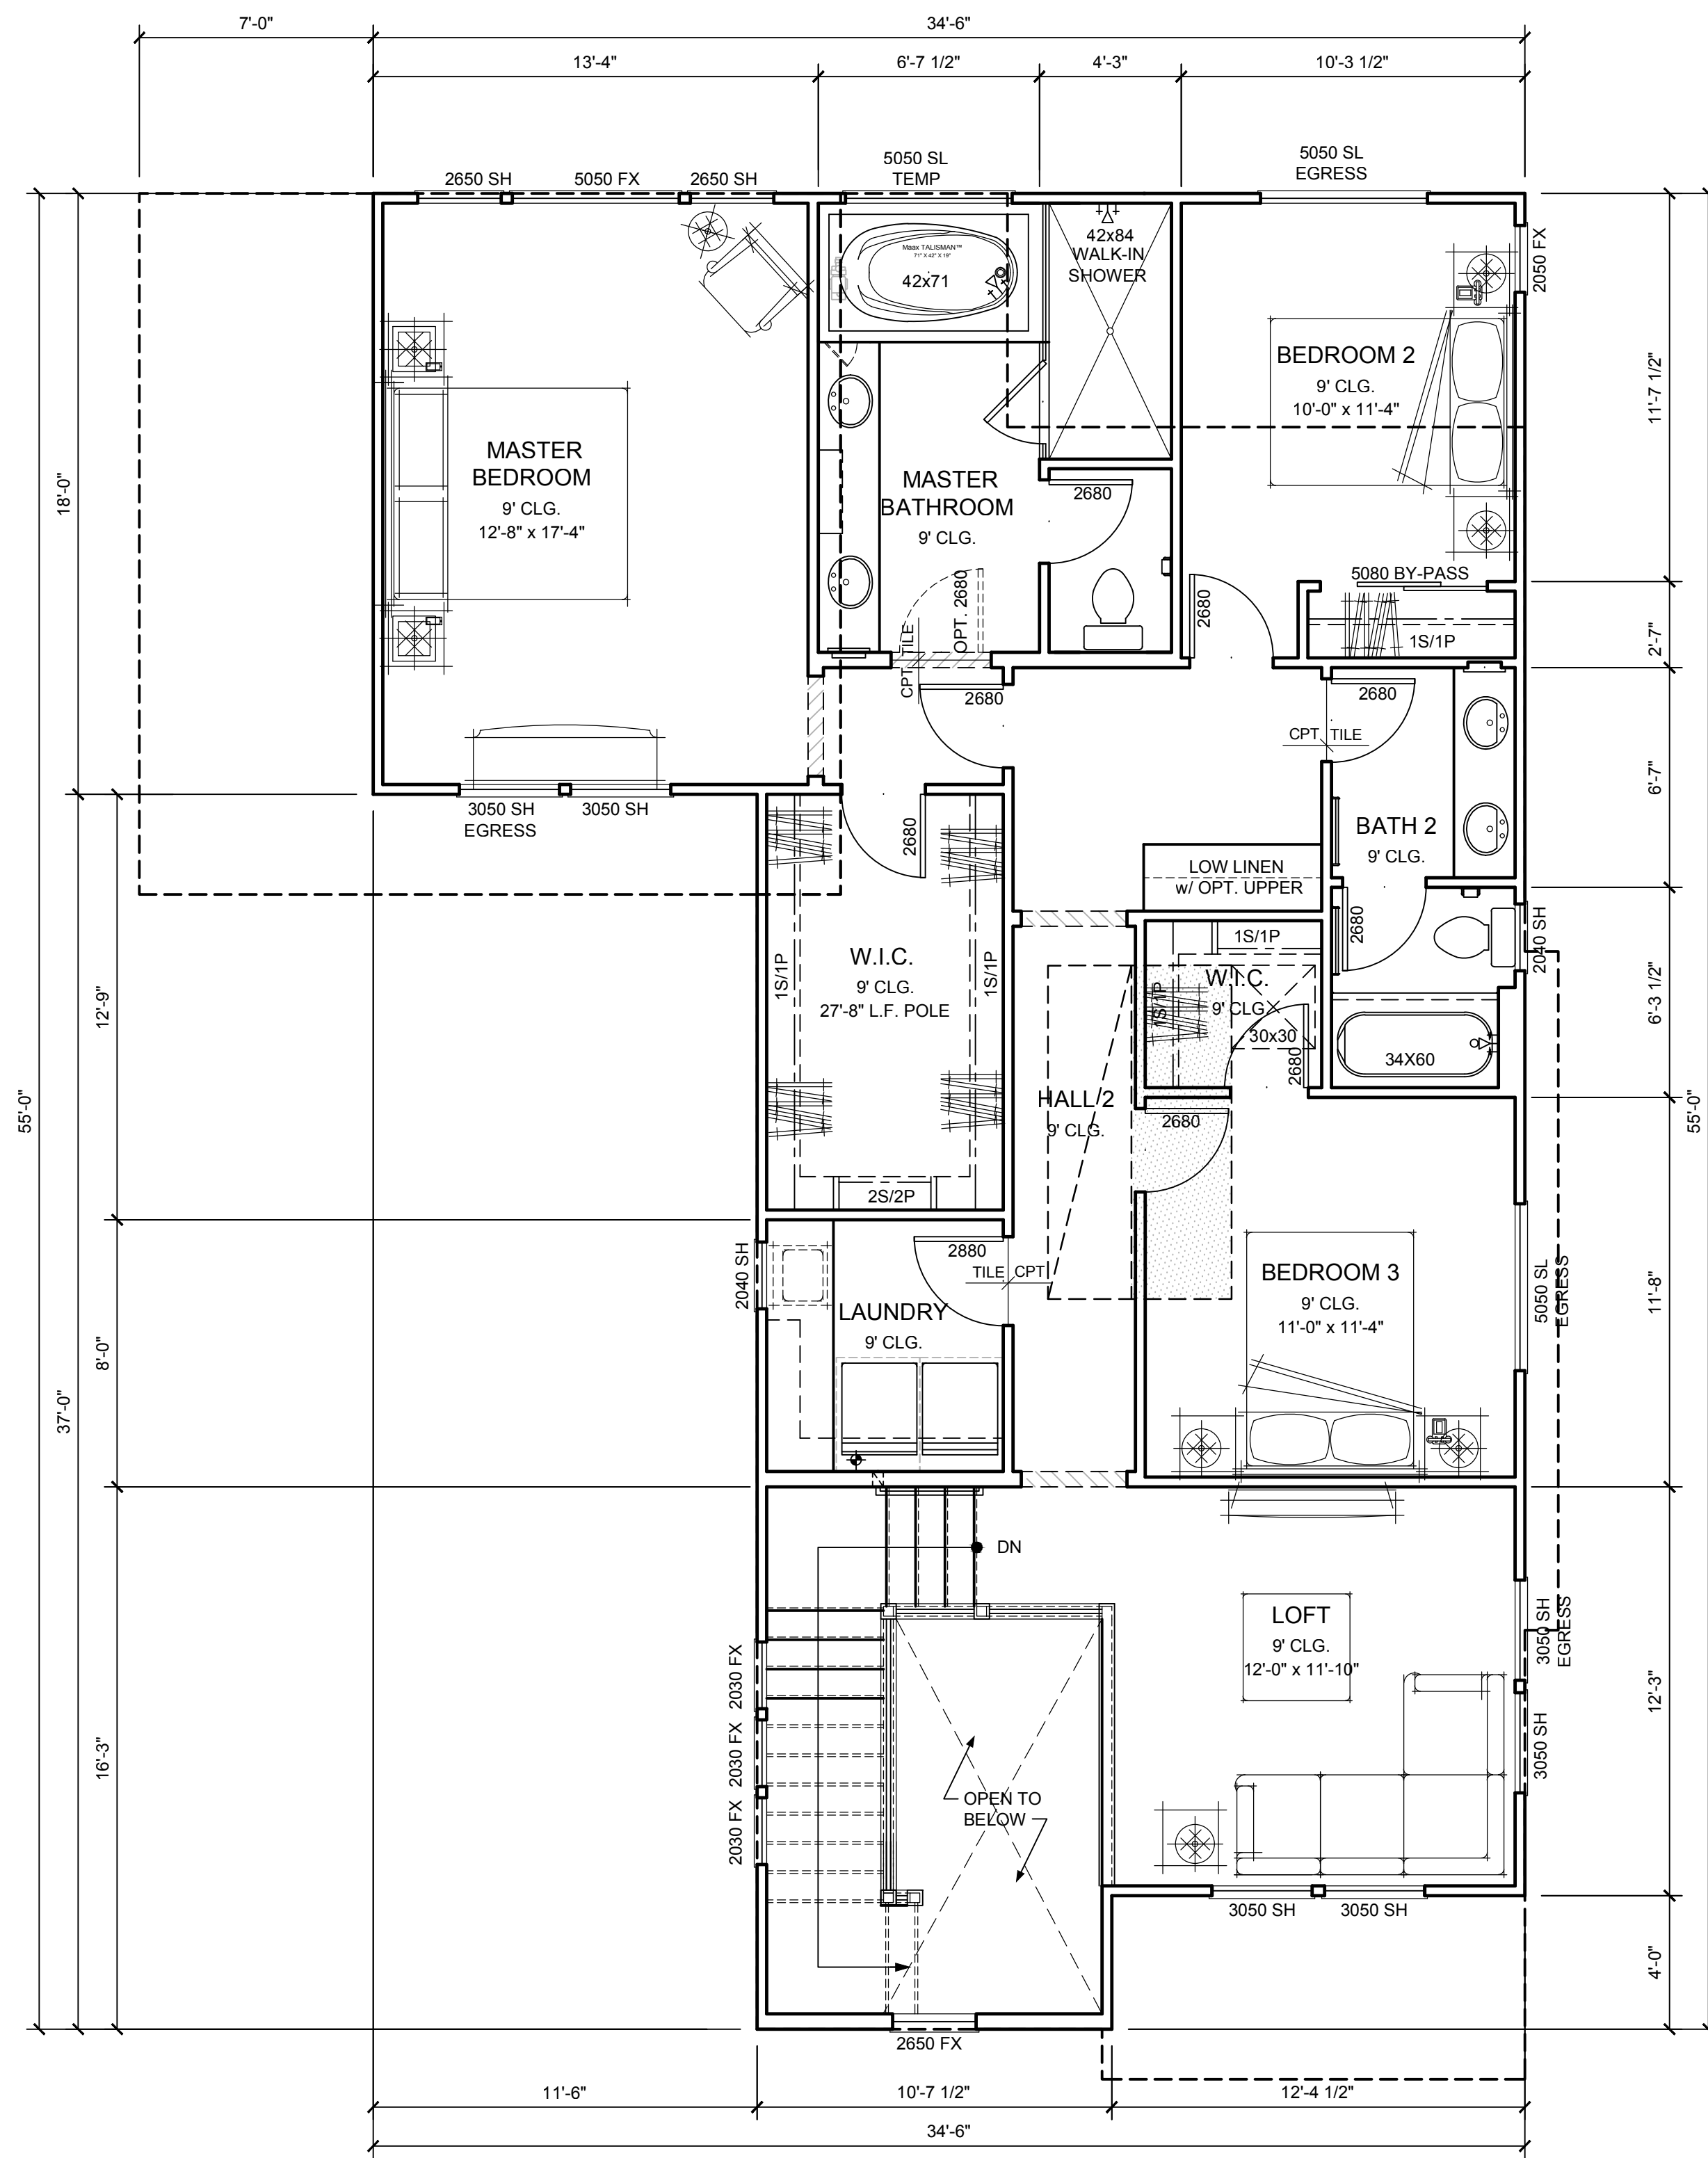 7'-0"
34'-6"
13'-4"
6'-7 1/2"
4'-3"
10'-3 1/2"
2650 SH
5050 FX
2650 SH
5050 SL
TEMP
5050 SL
EGRESS
2050 FX
Maax TALISMAN™
71" X 42" X 19"
42x71
42x84
WALK-IN
SHOWER
BEDROOM 2
9' CLG.
10'-0" x 11'-4"
11'-7 1/2"
MASTER
BEDROOM
9' CLG.
12'-8" x 17'-4"
MASTER
BATHROOM
9' CLG.
2680
18'-0"
OPT. 2680
2680
5080 BY-PASS
1S/1P
2'-7"
CPT TILE
2680
2680
CPT TILE
6'-7"
3050 SH
EGRESS
3050 SH
2680
BATH 2
9' CLG.
LOW LINEN
w/ OPT. UPPER
2680
2040 SH
1S/1P
W.I.C.
9' CLG.
27'-8" L.F. POLE
1S/1P
1S/1P
1S/1P
W.I.C.
9' CLG.
30x30
2680
34X60
6'-3 1/2"
12'-9"
55'-0"
55'-0"
HALL 2
9' CLG.
2680
2S/2P
2040 SH
2880
TILE CPT
LAUNDRY
9' CLG.
BEDROOM 3
9' CLG.
11'-0" x 11'-4"
5050 SL
EGRESS
11'-8"
8'-0"
37'-0"
DN
LOFT
9' CLG.
12'-0" x 11'-10"
3050 SH
EGRESS
3050 SH
12'-3"
2030 FX
2030 FX
2030 FX
16'-3"
OPEN TO
BELOW
3050 SH
3050 SH
4'-0"
2650 FX
11'-6"
10'-7 1/2"
12'-4 1/2"
34'-6"